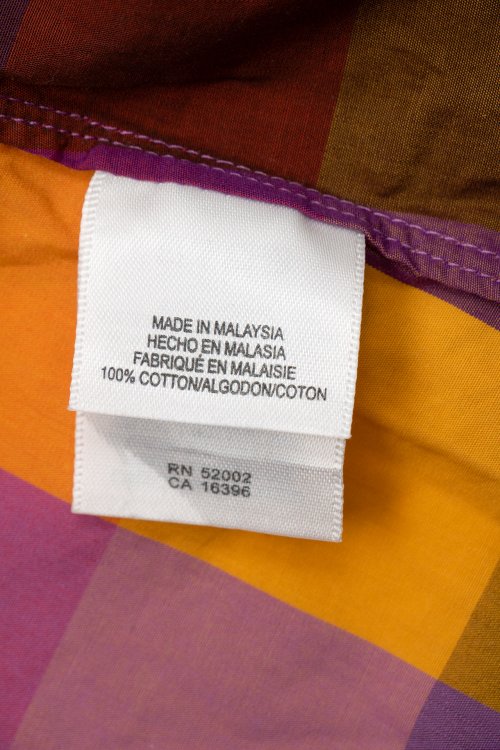 MADE IN MALAYSIA
HECHO EN MALASIA
FABRIQUÉ EN MALAISIE
100% COTTON/ALGODON/COTON
RN 52002
CA 16396